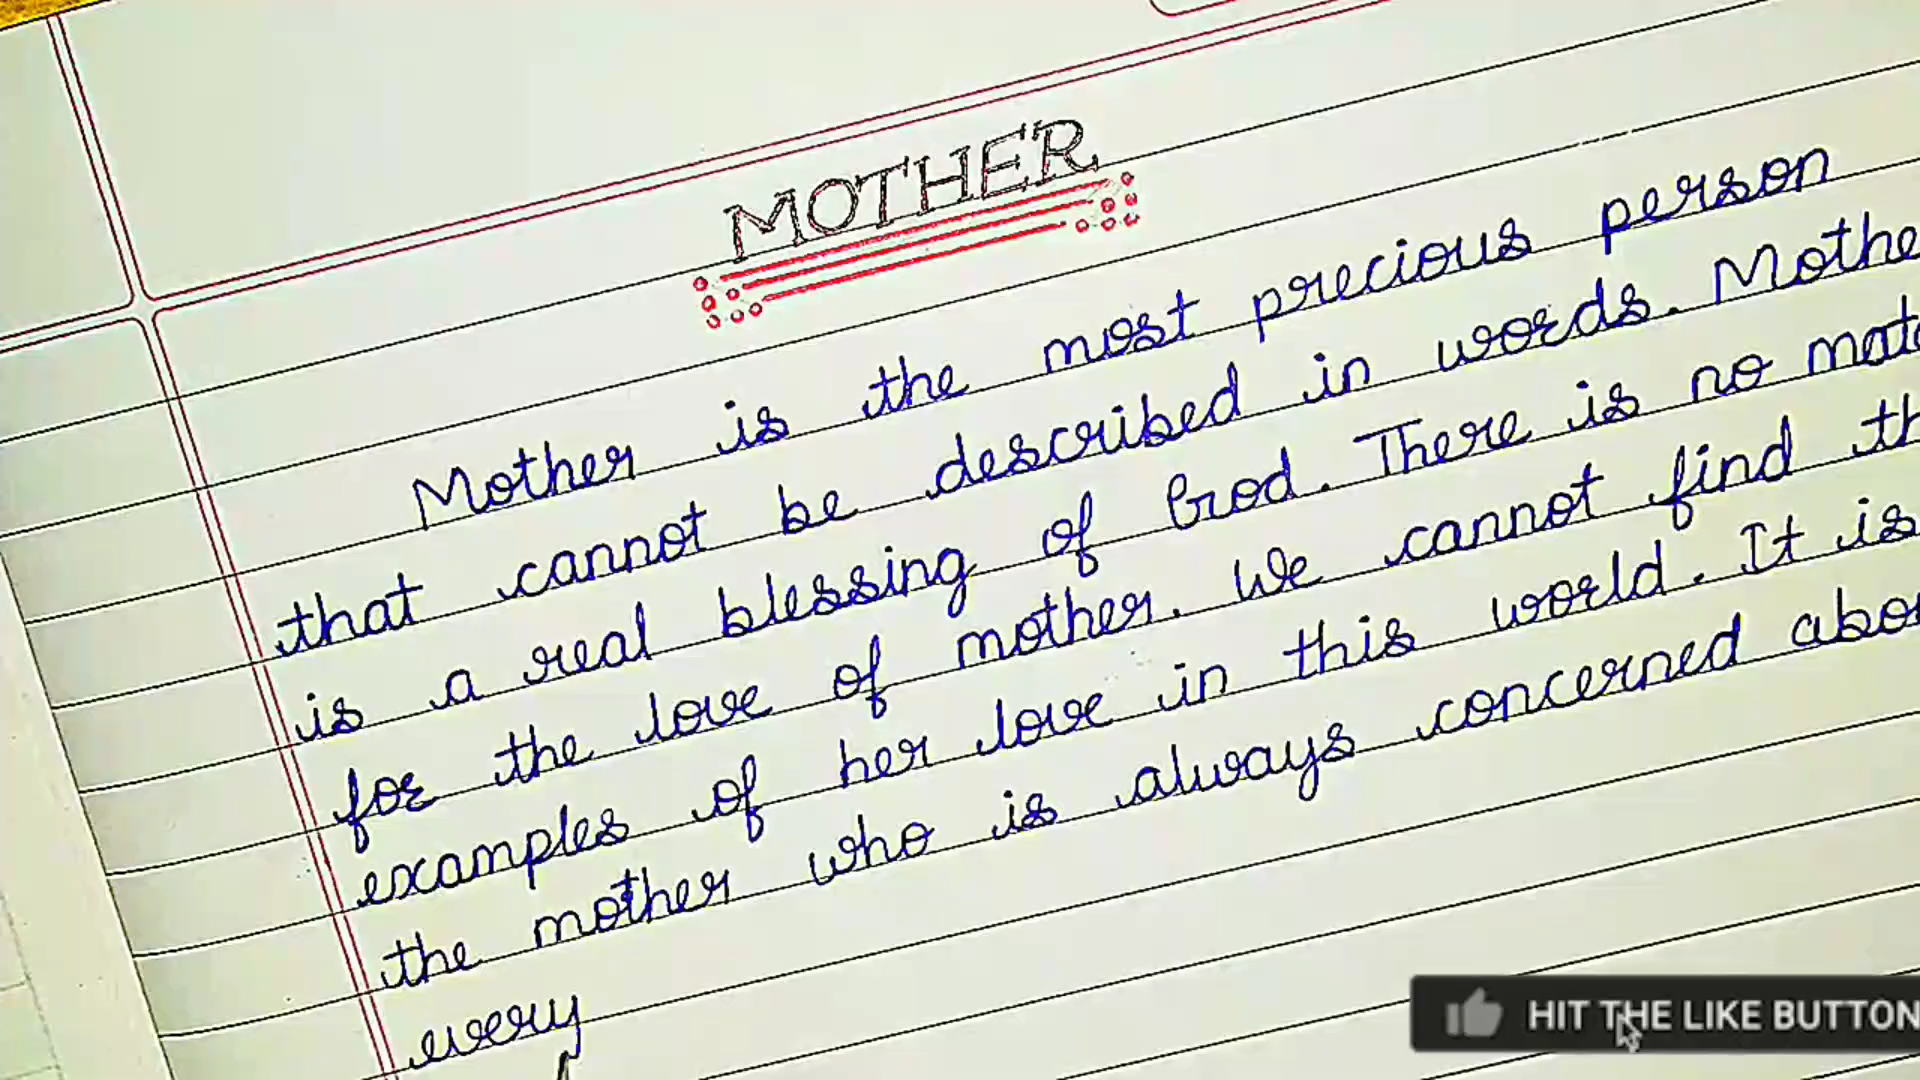 MOTHER
Mother is the most precious person
that cannot be described in words. Mothe
is a real blessing of God. There is no mat
for the love of mother. We cannot find th
examples of her love in this world. It is
the mother who is always concerned abo
every
HIT THE LIKE BUTTON